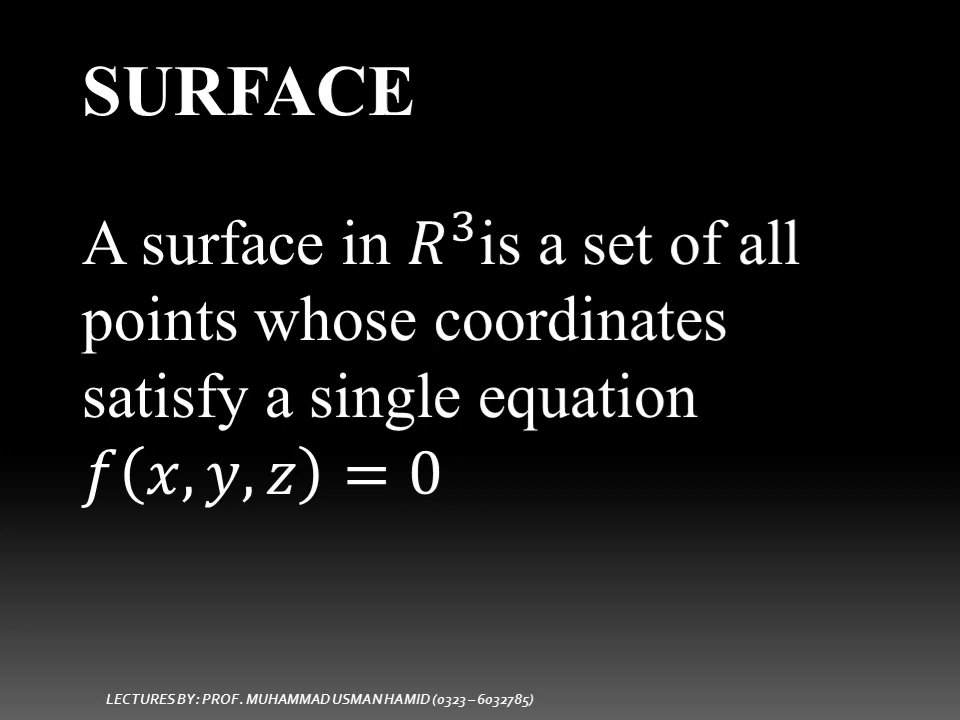 SURFACE
A surface in 𝑅³is a set of all
points whose coordinates
satisfy a single equation
𝑓(𝑥, 𝑦, 𝑧) = 0
LECTURES BY: PROF. MUHAMMAD USMAN HAMID (0323 – 6032785)